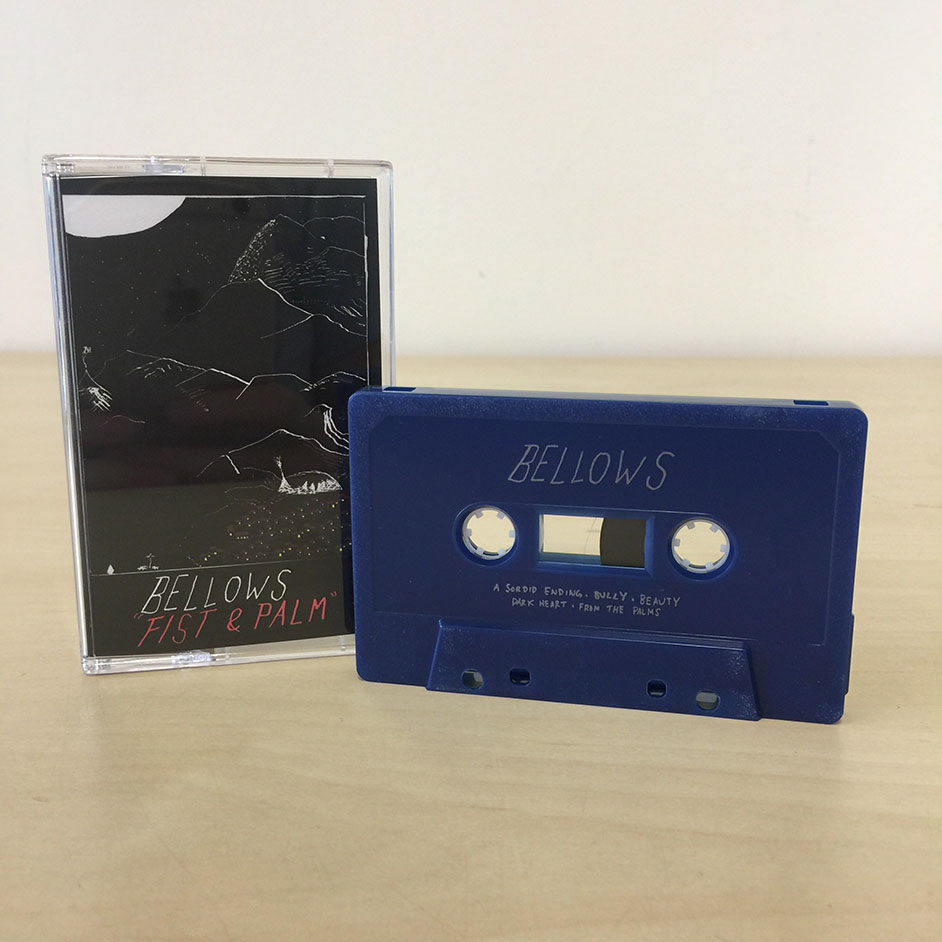 BELLOWS
"FIST & PALM"
BELLOWS
A SORDID ENDING. BULLY. BEAUTY
DARK HEART. FROM THE PALMS